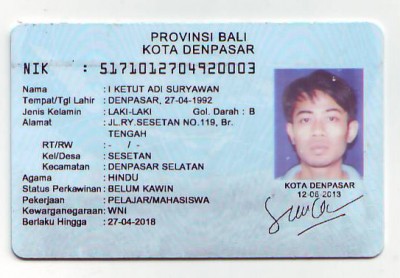 PROVINSI BALI
KOTA DENPASAR
NIK : 5171012704920003
Nama : I KETUT ADI SURYAWAN
Tempat/Tgl Lahir : DENPASAR, 27-04-1992
Jenis Kelamin : LAKI-LAKI Gol. Darah : B
Alamat : JL.RY.SESETAN NO.119, Br. TENGAH
RT/RW : - / -
Kel/Desa : SESETAN
Kecamatan : DENPASAR SELATAN
Agama : HINDU
Status Perkawinan : BELUM KAWIN
Pekerjaan : PELAJAR/MAHASISWA
Kewarganegaraan : WNI
Berlaku Hingga : 27-04-2018
KOTA DENPASAR
12-06-2013